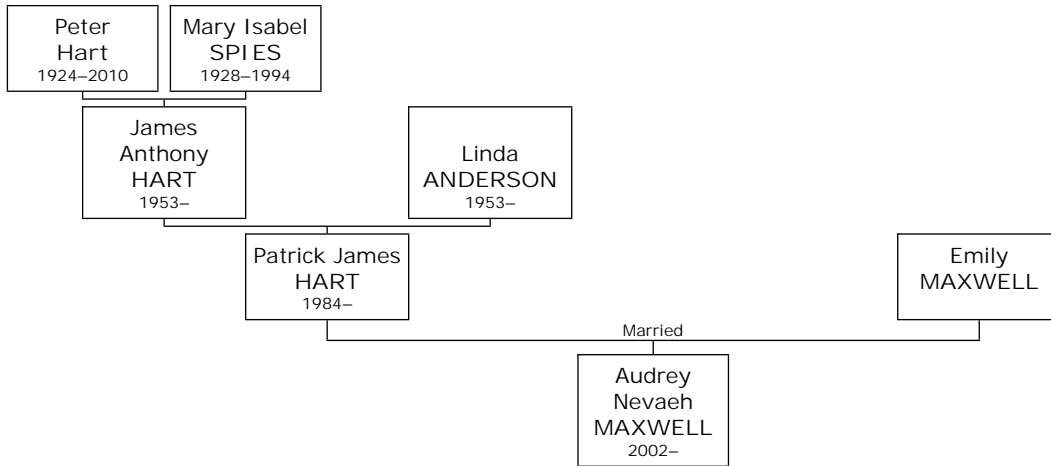 Peter
Hart
1924–2010
Mary Isabel
SPIES
1928–1994
James
Anthony
HART
1953–
Linda
ANDERSON
1953–
Patrick James
HART
1984–
Emily
MAXWELL
Married
Audrey
Nevaeh
MAXWELL
2002–